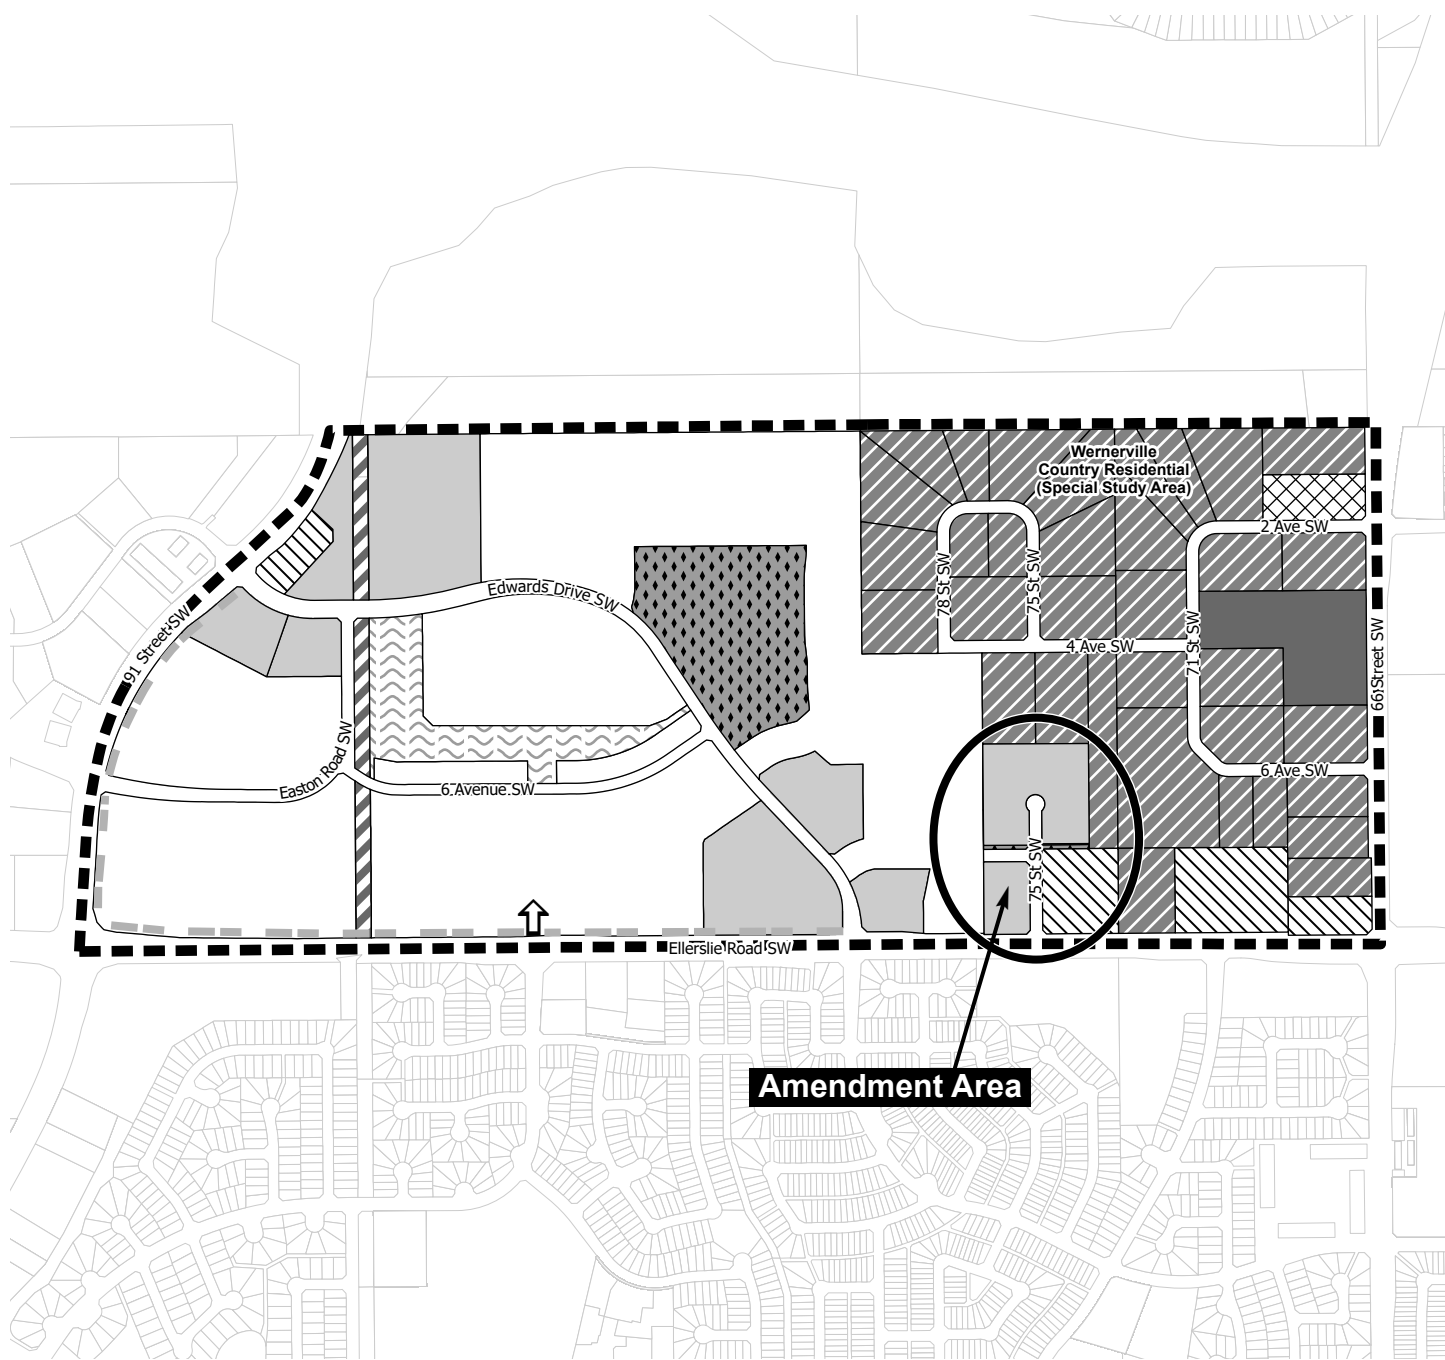 Wernerville
Country Residential
(Special Study Area)
2 Ave SW
78 St SW
75 St SW
Edwards Drive SW
4 Ave SW
71 St SW
66 Street SW
91 Street SW
Easton Road SW
6 Avenue SW
6 Ave SW
75 St SW
Ellerslie Road SW
Amendment Area